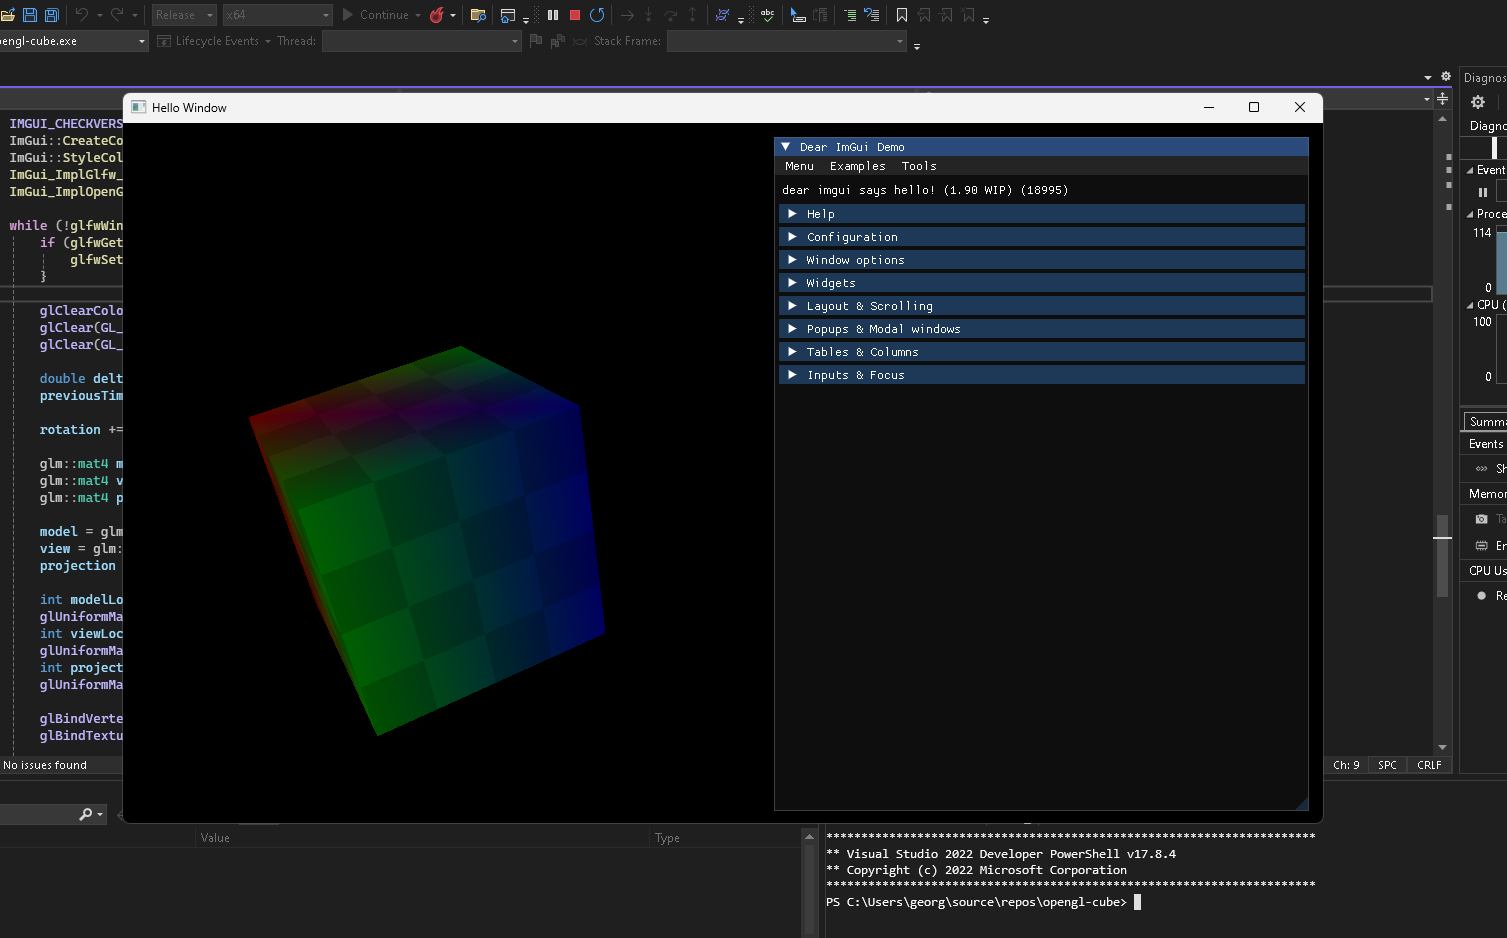 Release
x64
Continue
engl-cube.exe
Lifecycle Events
Thread:
Stack Frame:
Diagnos
Hello Window
IMGUI_CHECKVERS
ImGui::CreateCo
ImGui::StyleCol
ImGui_ImplGlfw_
ImGui_ImplOpenG
while (!glfwWin
if (glfwGet
glfwSet
}
glClearColo
glClear(GL_
glClear(GL_
double delt
previousTim
rotation +=
glm::mat4 m
glm::mat4 v
glm::mat4 p
model = glm
view = glm:
projection
int modelLo
glUniformMa
int viewLoc
glUniformMa
int project
glUniformMa
glBindVerte
glBindTextu
No issues found
Dear ImGui Demo
Menu Examples Tools
dear imgui says hello! (1.90 WIP) (18995)
Help
Configuration
Window options
Widgets
Layout & Scrolling
Popups & Modal windows
Tables & Columns
Inputs & Focus
Diagno
Event
Proce
114
0
CPU (
100
0
Summa
Events
Sh
Memor
Ta
En
CPU Us
Re
Ch: 9 SPC CRLF
Value Type
**********************************************************************
** Visual Studio 2022 Developer PowerShell v17.8.4
** Copyright (c) 2022 Microsoft Corporation
**********************************************************************
PS C:\Users\georg\source\repos\opengl-cube>